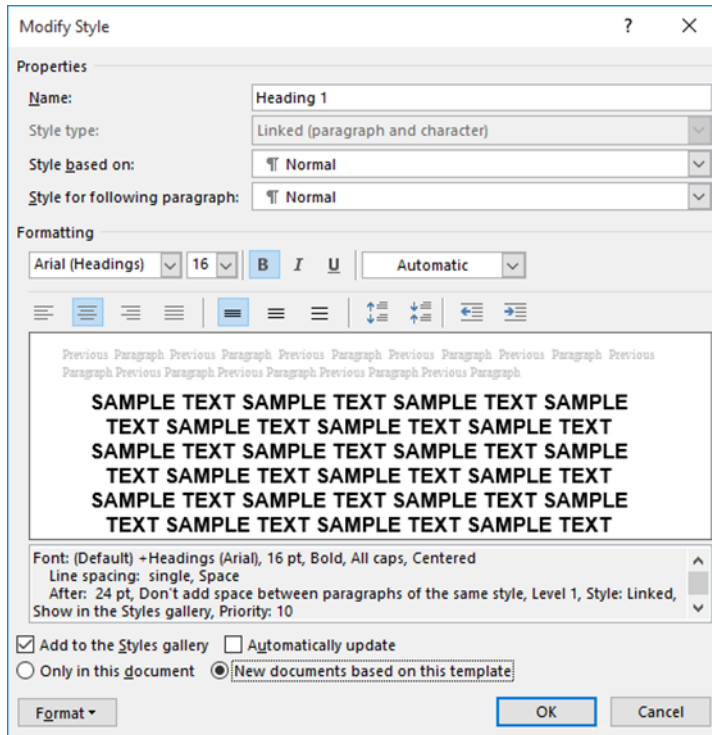 Modify Style ? X
Properties
Name: Heading 1
Style type: Linked (paragraph and character)
Style based on: ¶ Normal
Style for following paragraph: ¶ Normal
Formatting
Arial (Headings) 16 B I U Automatic
Previous Paragraph Previous Paragraph Previous Paragraph Previous Paragraph Previous Paragraph Previous
Paragraph Previous Paragraph Previous Paragraph Previous Paragraph Previous Paragraph
SAMPLE TEXT SAMPLE TEXT SAMPLE TEXT SAMPLE
TEXT SAMPLE TEXT SAMPLE TEXT SAMPLE TEXT
SAMPLE TEXT SAMPLE TEXT SAMPLE TEXT SAMPLE
TEXT SAMPLE TEXT SAMPLE TEXT SAMPLE TEXT
SAMPLE TEXT SAMPLE TEXT SAMPLE TEXT SAMPLE
TEXT SAMPLE TEXT SAMPLE TEXT SAMPLE TEXT
Font: (Default) +Headings (Arial), 16 pt, Bold, All caps, Centered
Line spacing: single, Space
After: 24 pt, Don't add space between paragraphs of the same style, Level 1, Style: Linked,
Show in the Styles gallery, Priority: 10
Add to the Styles gallery Automatically update
Only in this document New documents based on this template
Format OK Cancel